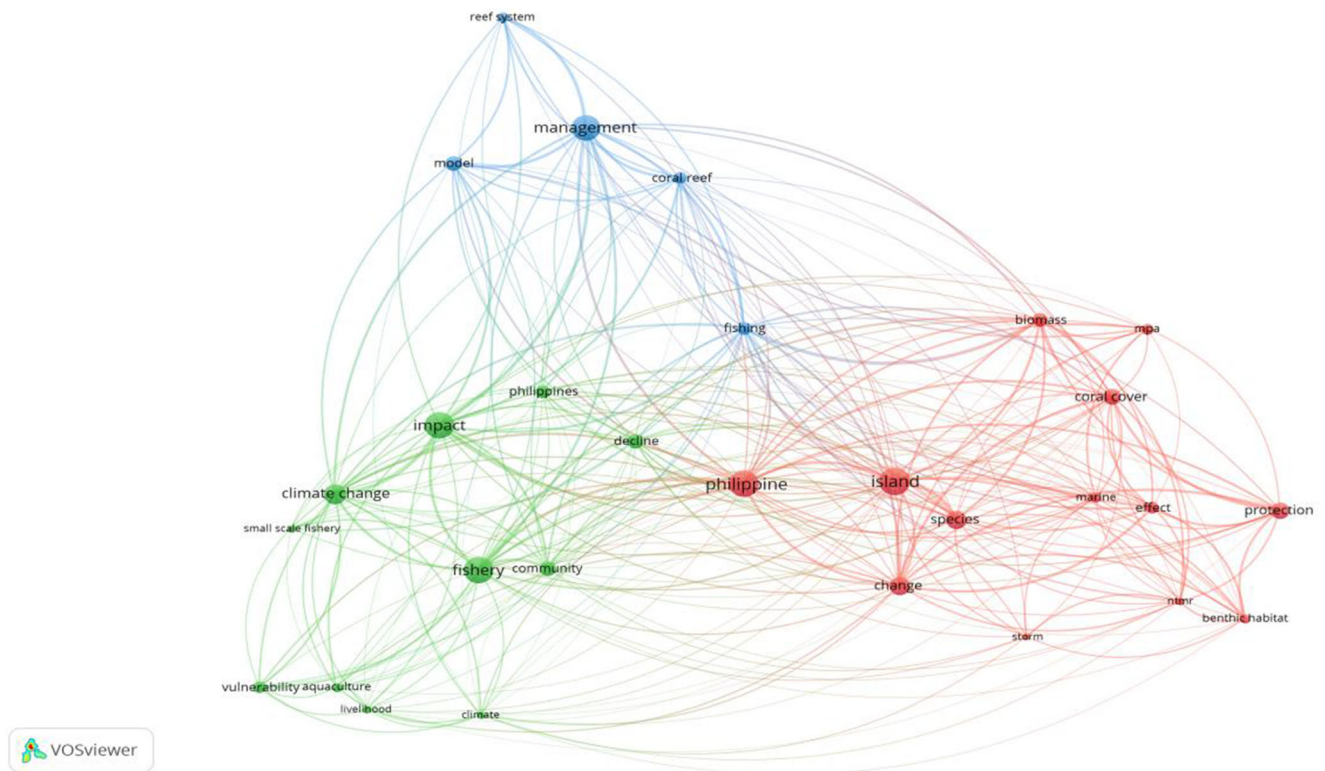 reef system
management
model
coral reef
fishing
biomass
mpa
philippines
coral cover
impact
decline
philippine
island
climate change
marine
effect
protection
species
small scale fishery
fishery
community
change
ntmr
benthic habitat
storm
vulnerability
aquaculture
livelihood
climate
VOSviewer